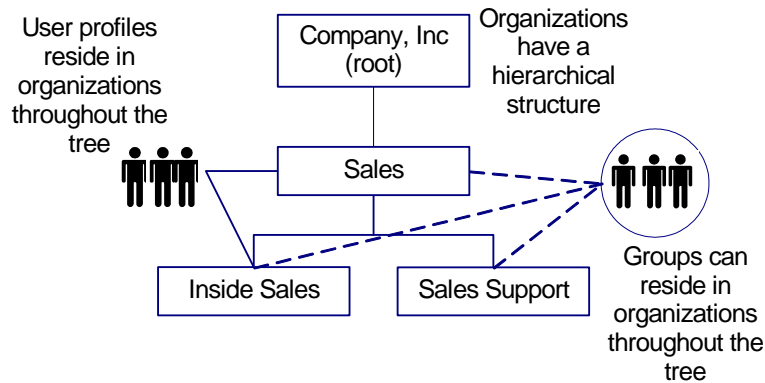 User profiles
reside in
organizations
throughout the
tree
Company, Inc
(root)
Organizations
have a
hierarchical
structure
Sales
Inside Sales
Sales Support
Groups can
reside in
organizations
throughout the
tree